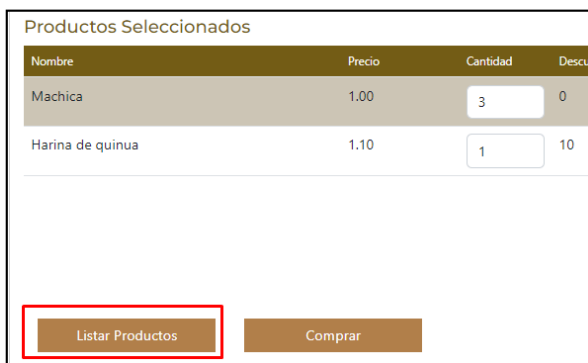 Productos Seleccionados
Nombre Precio Cantidad Descu
Machica 1.00 3 0
Harina de quinua 1.10 1 10
Listar Productos Comprar